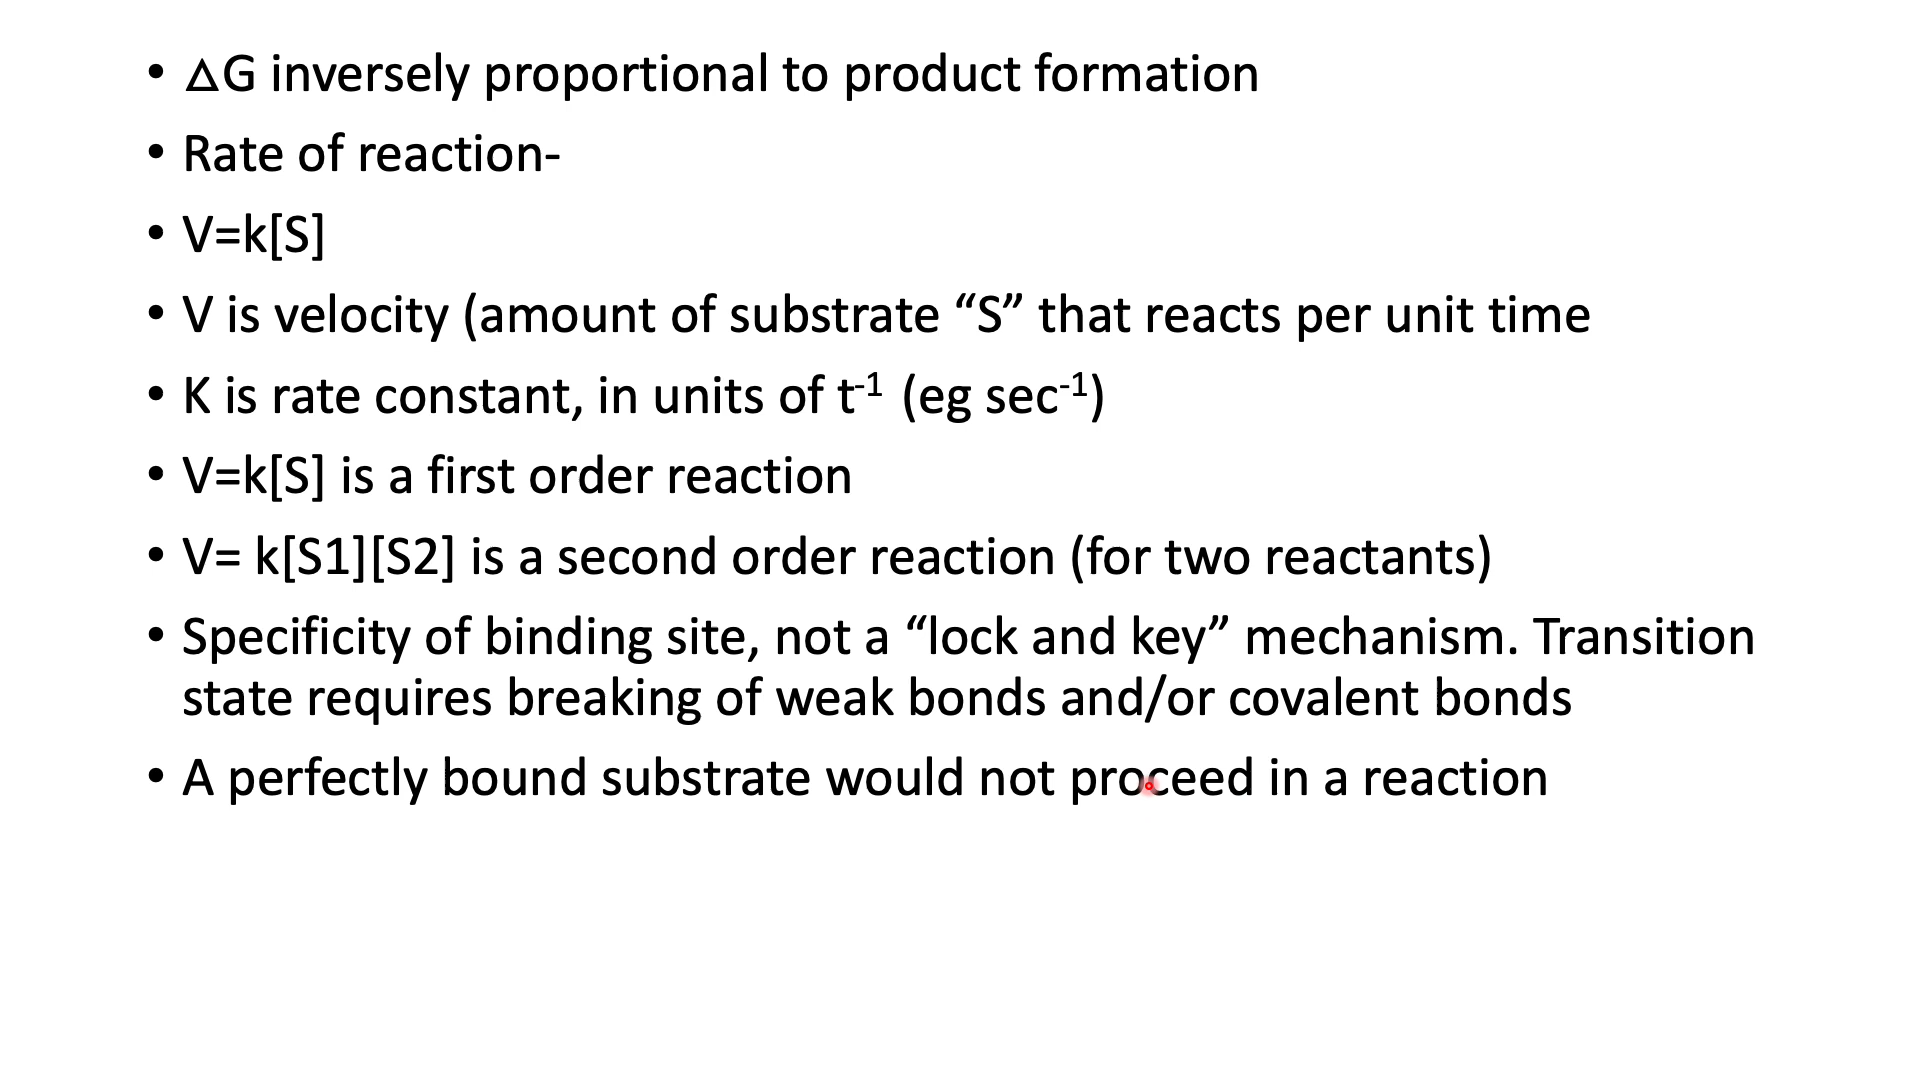 • △G inversely proportional to product formation
• Rate of reaction-
• V=k[S]
• V is velocity (amount of substrate “S” that reacts per unit time
• K is rate constant, in units of t⁻¹ (eg sec⁻¹)
• V=k[S] is a first order reaction
• V= k[S1][S2] is a second order reaction (for two reactants)
• Specificity of binding site, not a “lock and key” mechanism. Transition
state requires breaking of weak bonds and/or covalent bonds
• A perfectly bound substrate would not proceed in a reaction